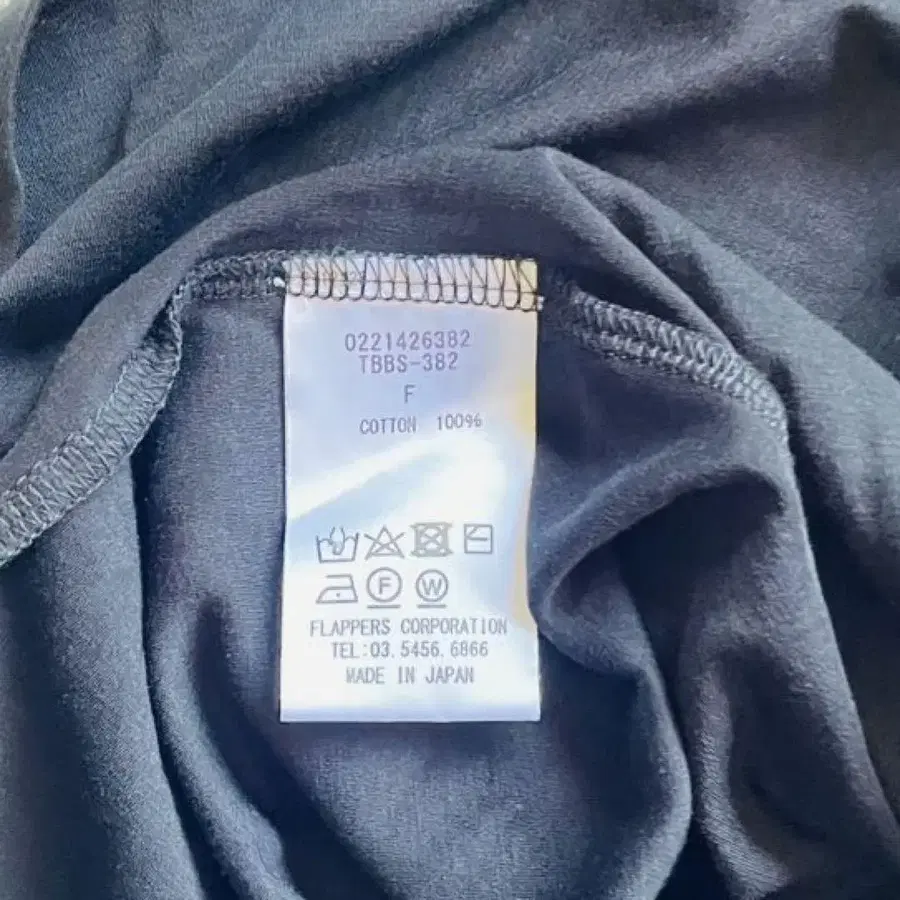 0221426382
TBBS-382
F
COTTON 100%
F W
FLAPPERS CORPORATION
TEL:03.5456.6866
MADE IN JAPAN